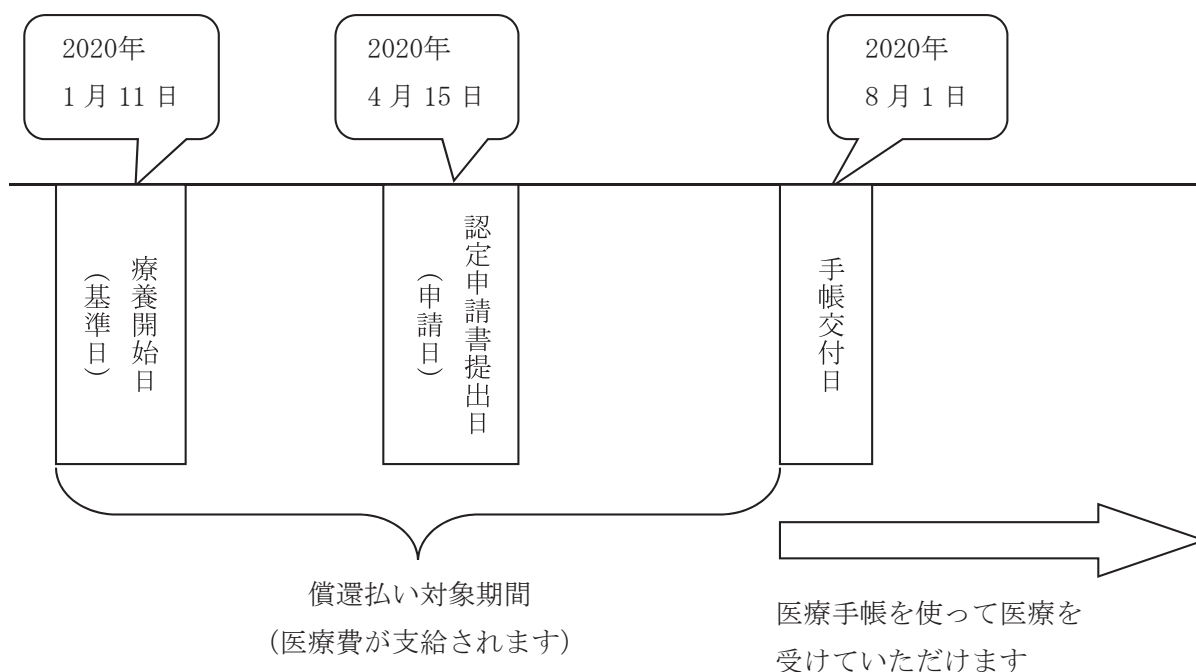 2020年
1 月 11 日
2020年
4 月 15 日
2020年
8 月 1 日
療養開始日
（基準日）
認定申請書提出日
（申請日）
手帳交付日
償還払い対象期間
（医療費が支給されます）
医療手帳を使って医療を
受けていただけます